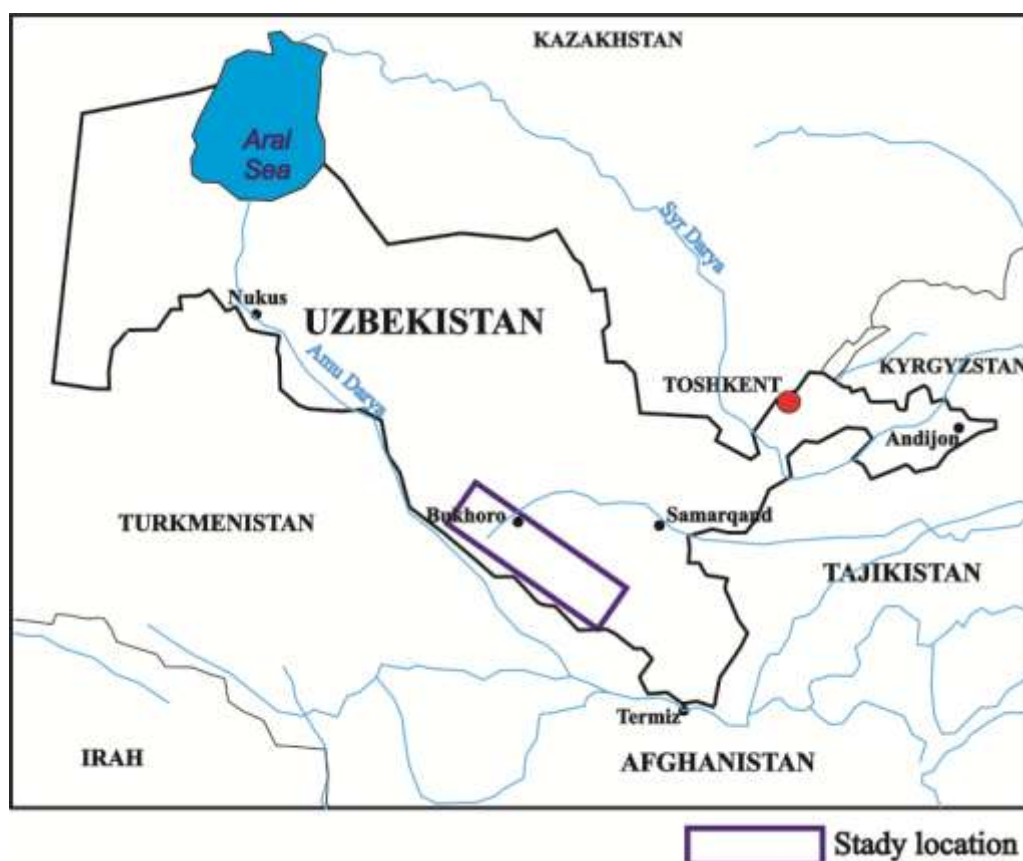 KAZAKHSTAN
Aral
Sea
Syr Darya
Nukus
UZBEKISTAN
Amu Darya
KYRGYZSTAN
TOSHKENT
Andijon
TURKMENISTAN
Bukhoro
Samarqand
TAJIKISTAN
Termiz
IRAH
AFGHANISTAN
Stady location